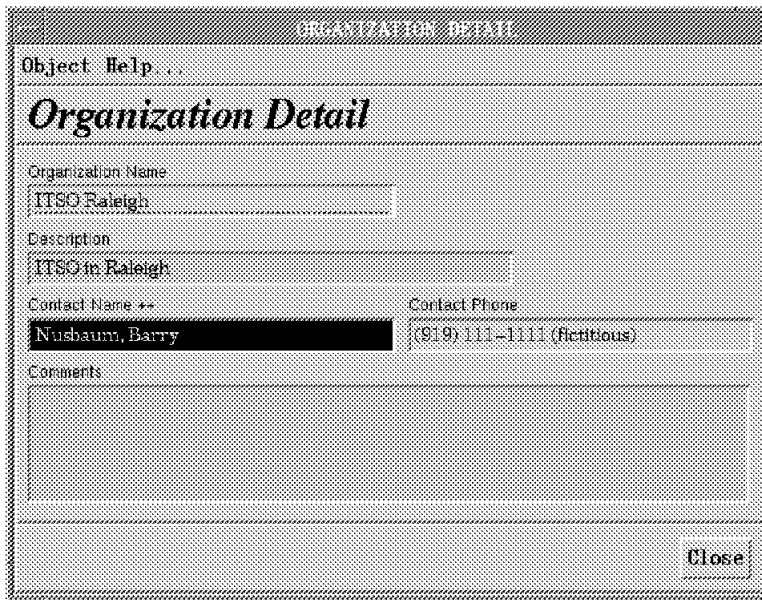 ORGANIZATION DETAIL
Object Help...
Organization Detail
Organization Name
ITSO Raleigh
Description
ITSO in Raleigh
Contact Name ++ Contact Phone
Nusbaum, Barry (919) 111-1111 (fictitious)
Comments
Close